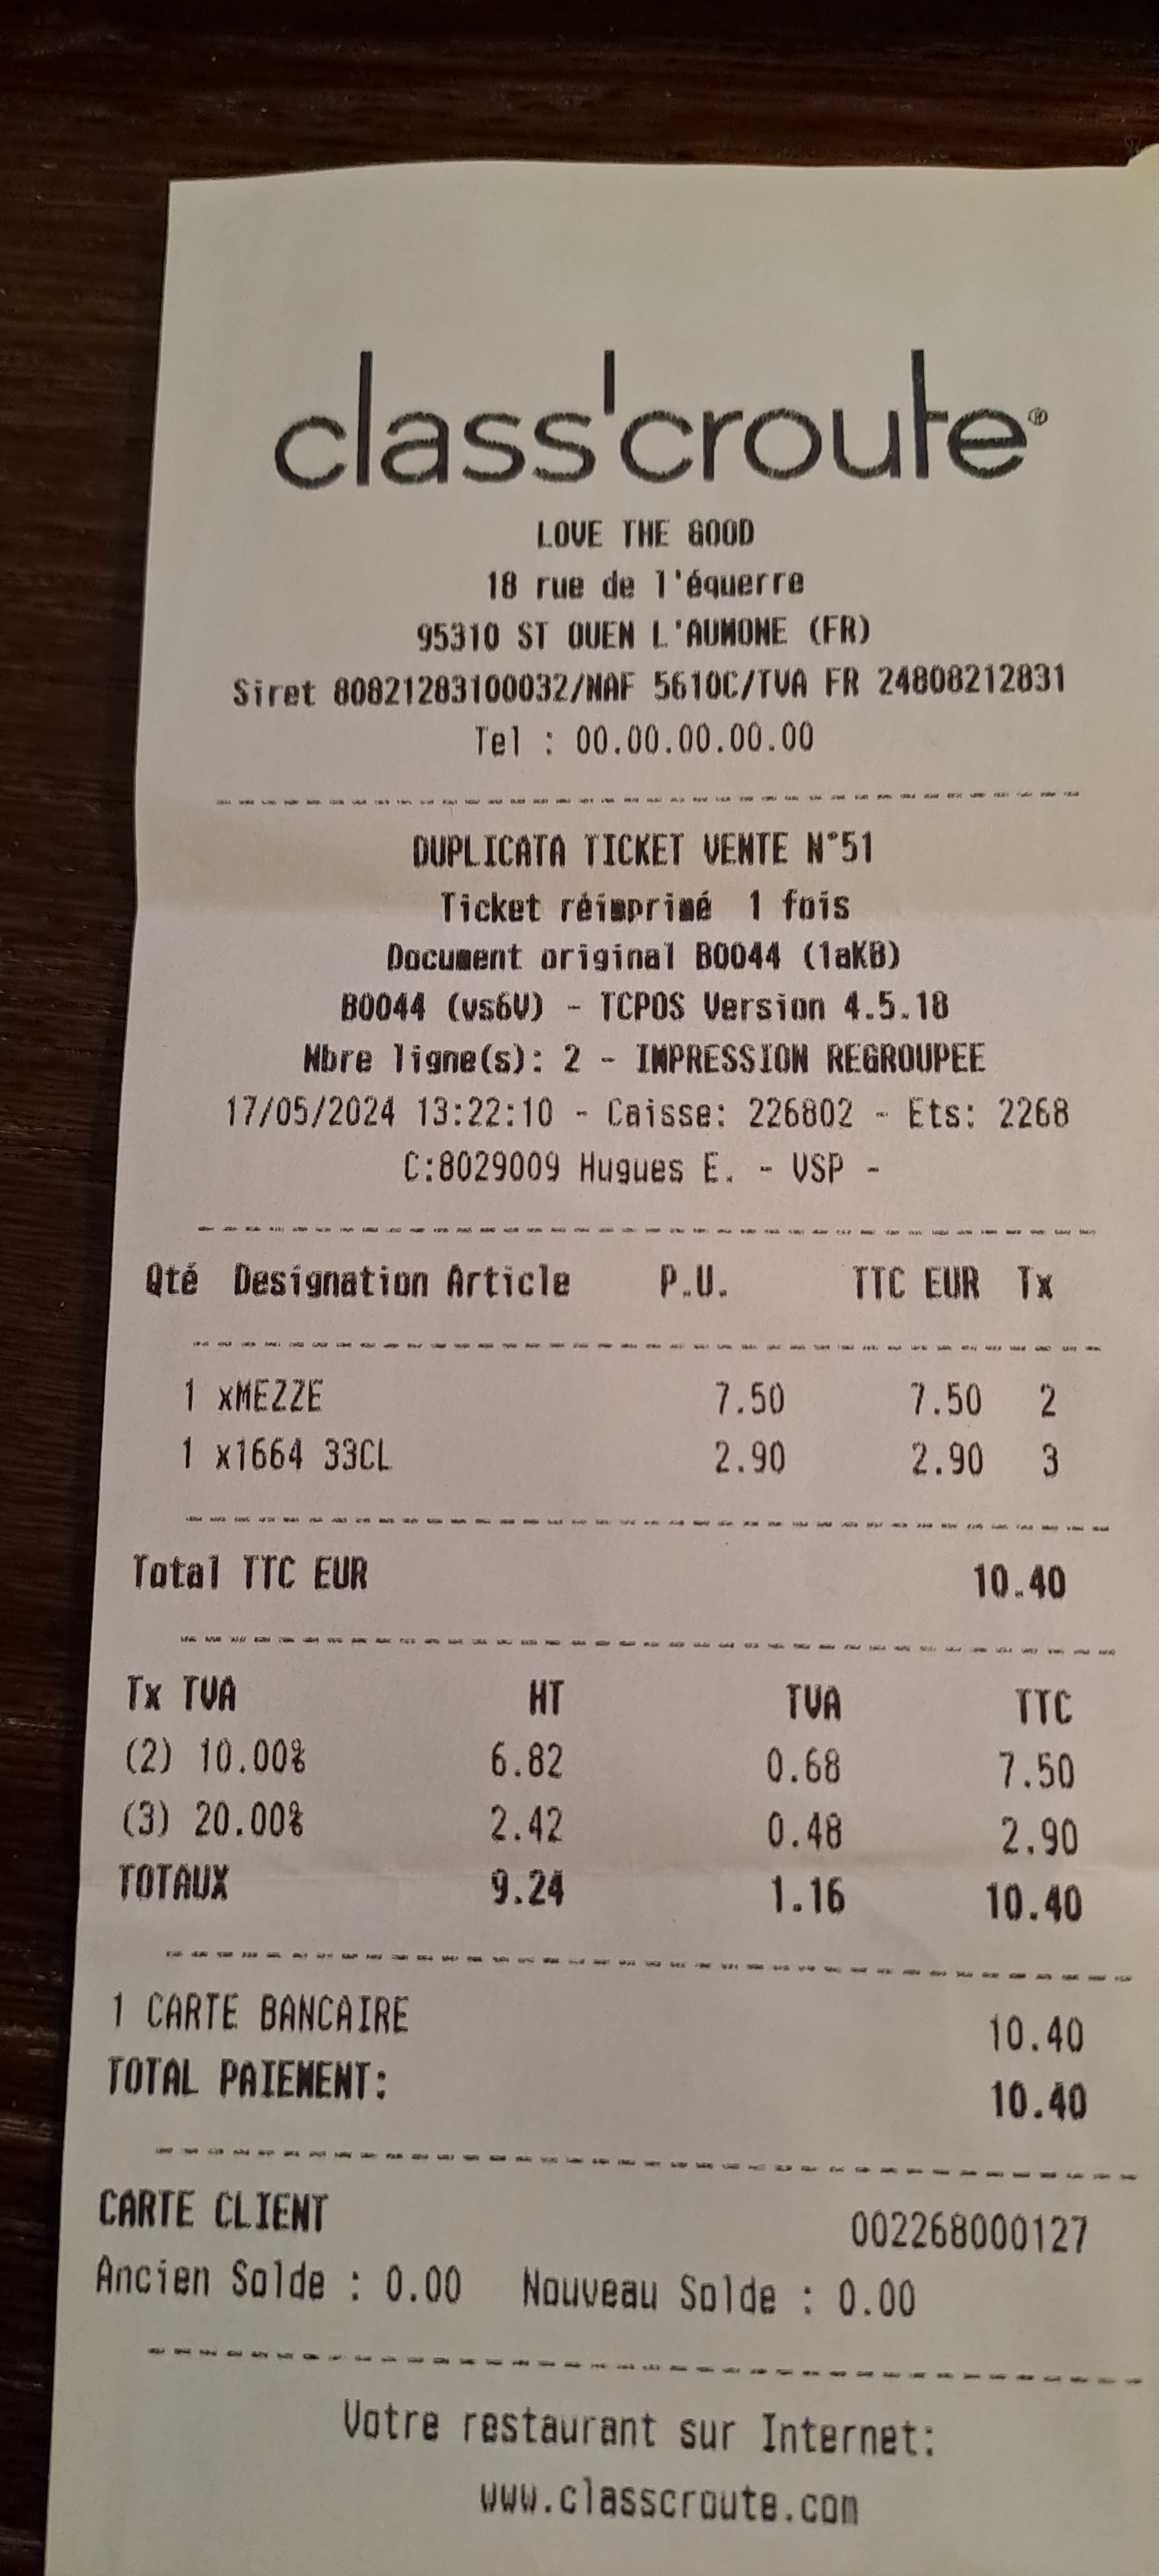 class'croute®
LOVE THE GOOD
18 rue de l'équerre
95310 ST OUEN L'AUMONE (FR)
Siret 80821283100032/NAF 5610C/TVA FR 24808212831
Tel : 00.00.00.00.00
DUPLICATA TICKET VENTE N°51
Ticket réimprimé 1 fois
Document original B0044 (1aKB)
B0044 (vs6V) - TCPOS Version 4.5.18
Nbre ligne(s): 2 - IMPRESSION REGROUPEE
17/05/2024 13:22:10 - Caisse: 226802 - Ets: 2268
C:8029009 Hugues E. - VSP -
Qté Designation Article P.U. TTC EUR Tx
1 xMEZZE 7.50 7.50 2
1 x1664 33CL 2.90 2.90 3
Total TTC EUR 10.40
Tx TVA HT TVA TTC
(2) 10.00% 6.82 0.68 7.50
(3) 20.00% 2.42 0.48 2.90
TOTAUX 9.24 1.16 10.40
1 CARTE BANCAIRE 10.40
TOTAL PAIEMENT: 10.40
CARTE CLIENT 002268000127
Ancien Solde : 0.00 Nouveau Solde : 0.00
Votre restaurant sur Internet:
www.classcroute.com